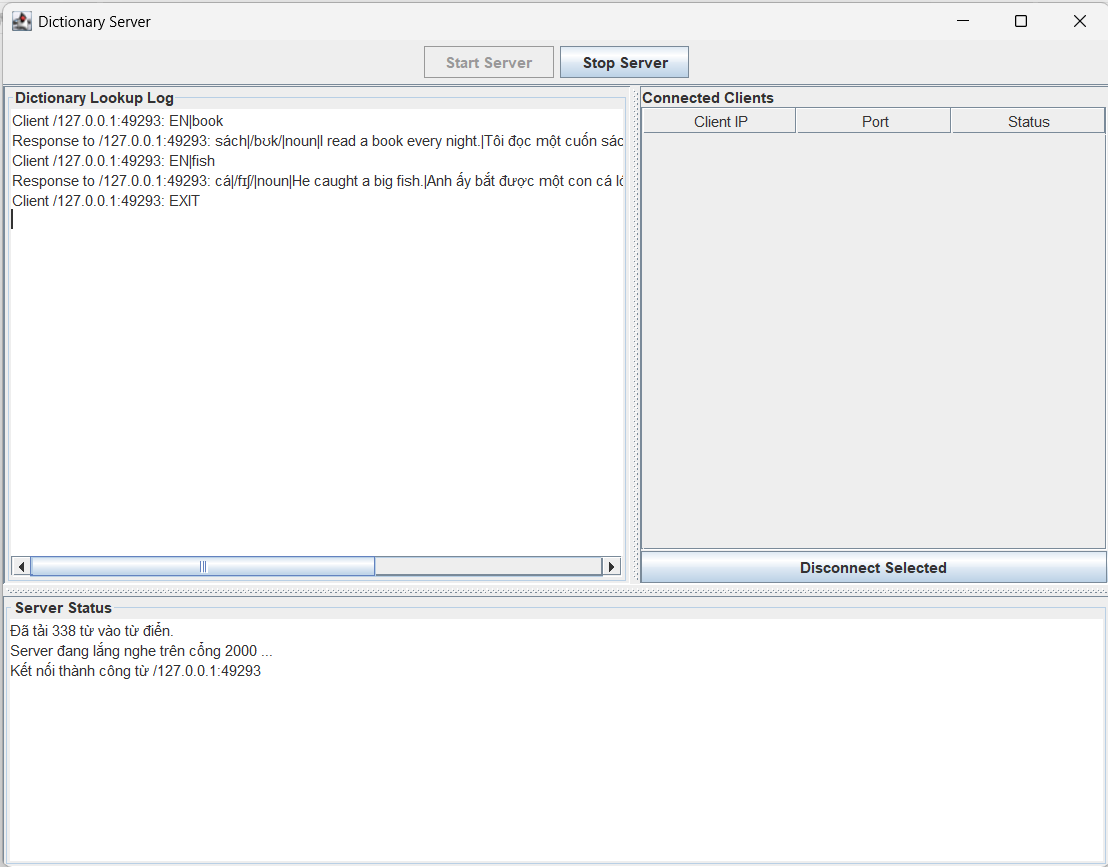 Dictionary Server
Start Server
Stop Server
Dictionary Lookup Log
Client /127.0.0.1:49293: EN|book
Response to /127.0.0.1:49293: sách|/bʊk/|noun|I read a book every night.|Tôi đọc một cuốn sác
Client /127.0.0.1:49293: EN|fish
Response to /127.0.0.1:49293: cá|/fɪʃ/|noun|He caught a big fish.|Anh ấy bắt được một con cá ló
Client /127.0.0.1:49293: EXIT
Connected Clients
Client IP
Port
Status
Disconnect Selected
Server Status
Đã tải 338 từ vào từ điển.
Server đang lắng nghe trên cổng 2000 ...
Kết nối thành công từ /127.0.0.1:49293